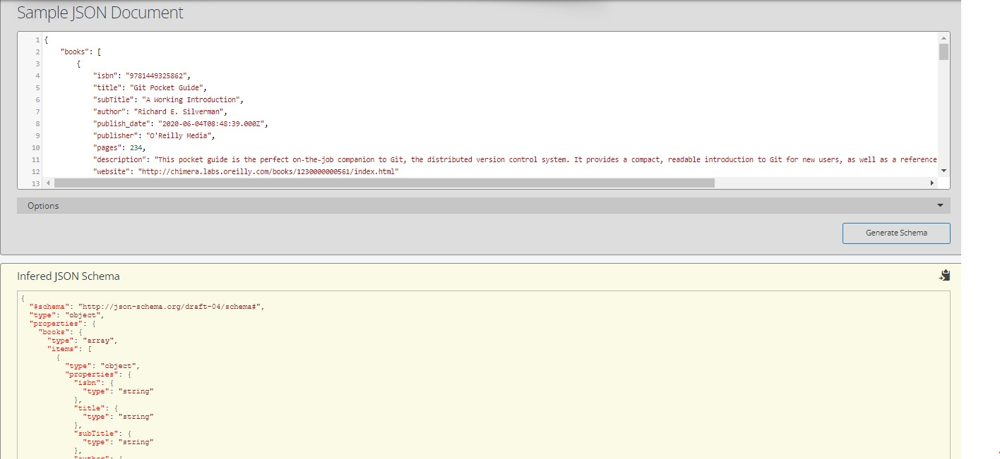 Sample JSON Document
1 {
2 "books": [
3 {
4 "isbn": "9781449325862",
5 "title": "Git Pocket Guide",
6 "subTitle": "A Working Introduction",
7 "author": "Richard E. Silverman",
8 "publish_date": "2020-06-04T08:48:39.000Z",
9 "publisher": "O'Reilly Media",
10 "pages": 234,
11 "description": "This pocket guide is the perfect on-the-job companion to Git, the distributed version control system. It provides a compact, readable introduction to Git for new users, as well as a reference
12 "website": "http://chimera.labs.oreilly.com/books/1230000000561/index.html"
13
Options
Generate Schema
Infered JSON Schema
{
"$schema": "http://json-schema.org/draft-04/schema#",
"type": "object",
"properties": {
"books": {
"type": "array",
"items": [
{
"type": "object",
"properties": {
"isbn": {
"type": "string"
},
"title": {
"type": "string"
},
"subTitle": {
"type": "string"
},
"author": {